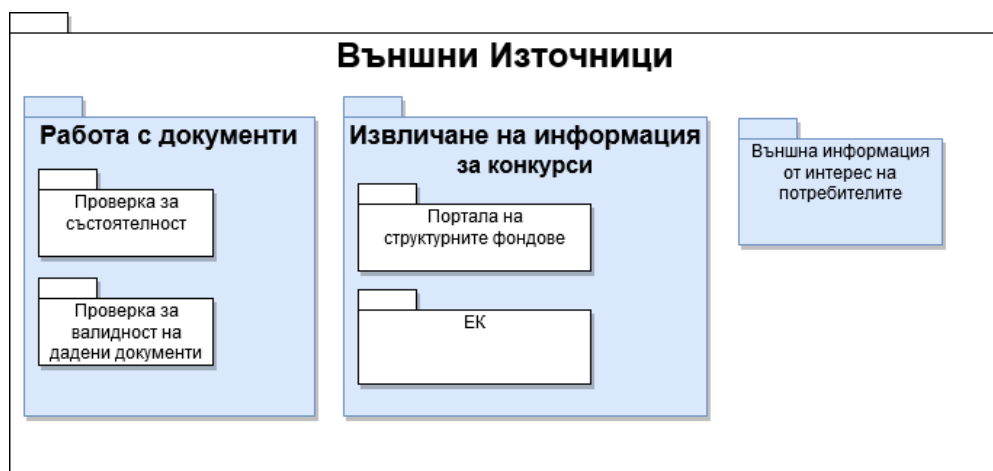 Външни Източници
Работа с документи
Проверка за
състоятелност
Проверка за
валидност на
дадени документи
Извличане на информация
за конкурси
Портала на
структурните фондове
ЕК
Външна информация
от интерес на
потребителите